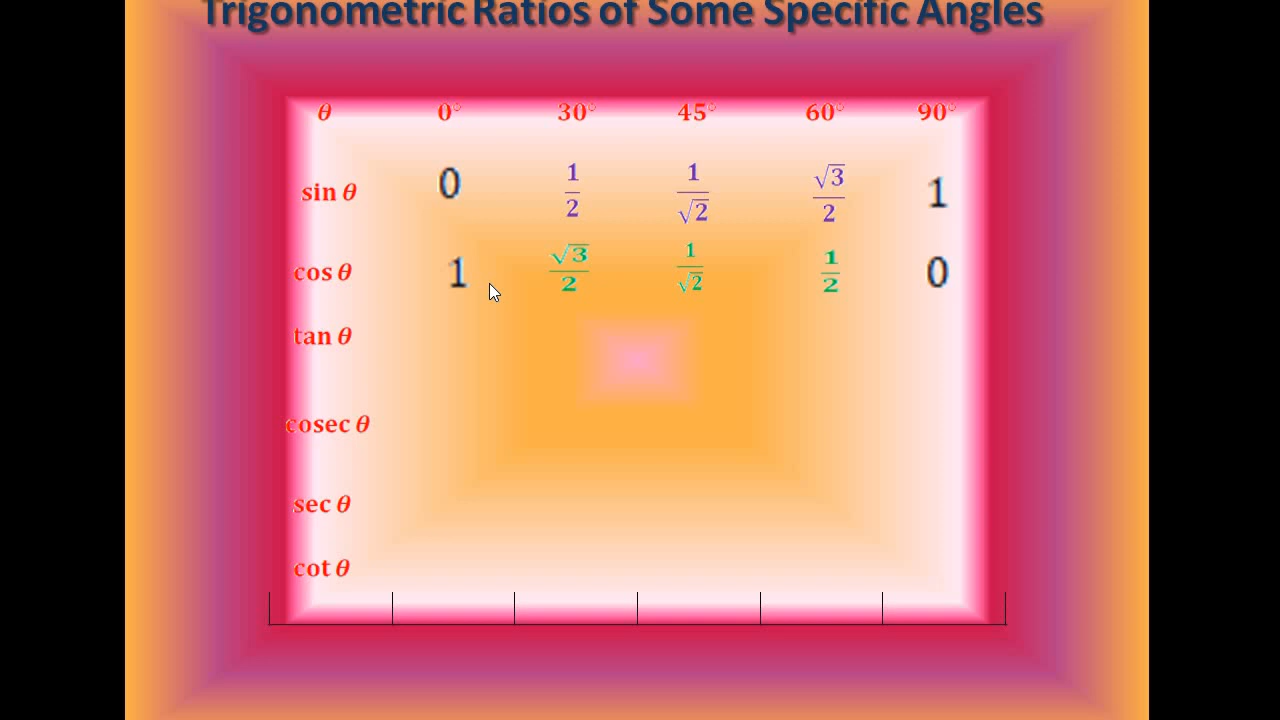 Trigonometric Ratios of Some Specific Angles
θ 0° 30° 45° 60° 90°
sin θ 0 1/2 1/√2 √3/2 1
cos θ 1 √3/2 1/√2 1/2 0
tan θ
cosec θ
sec θ
cot θ